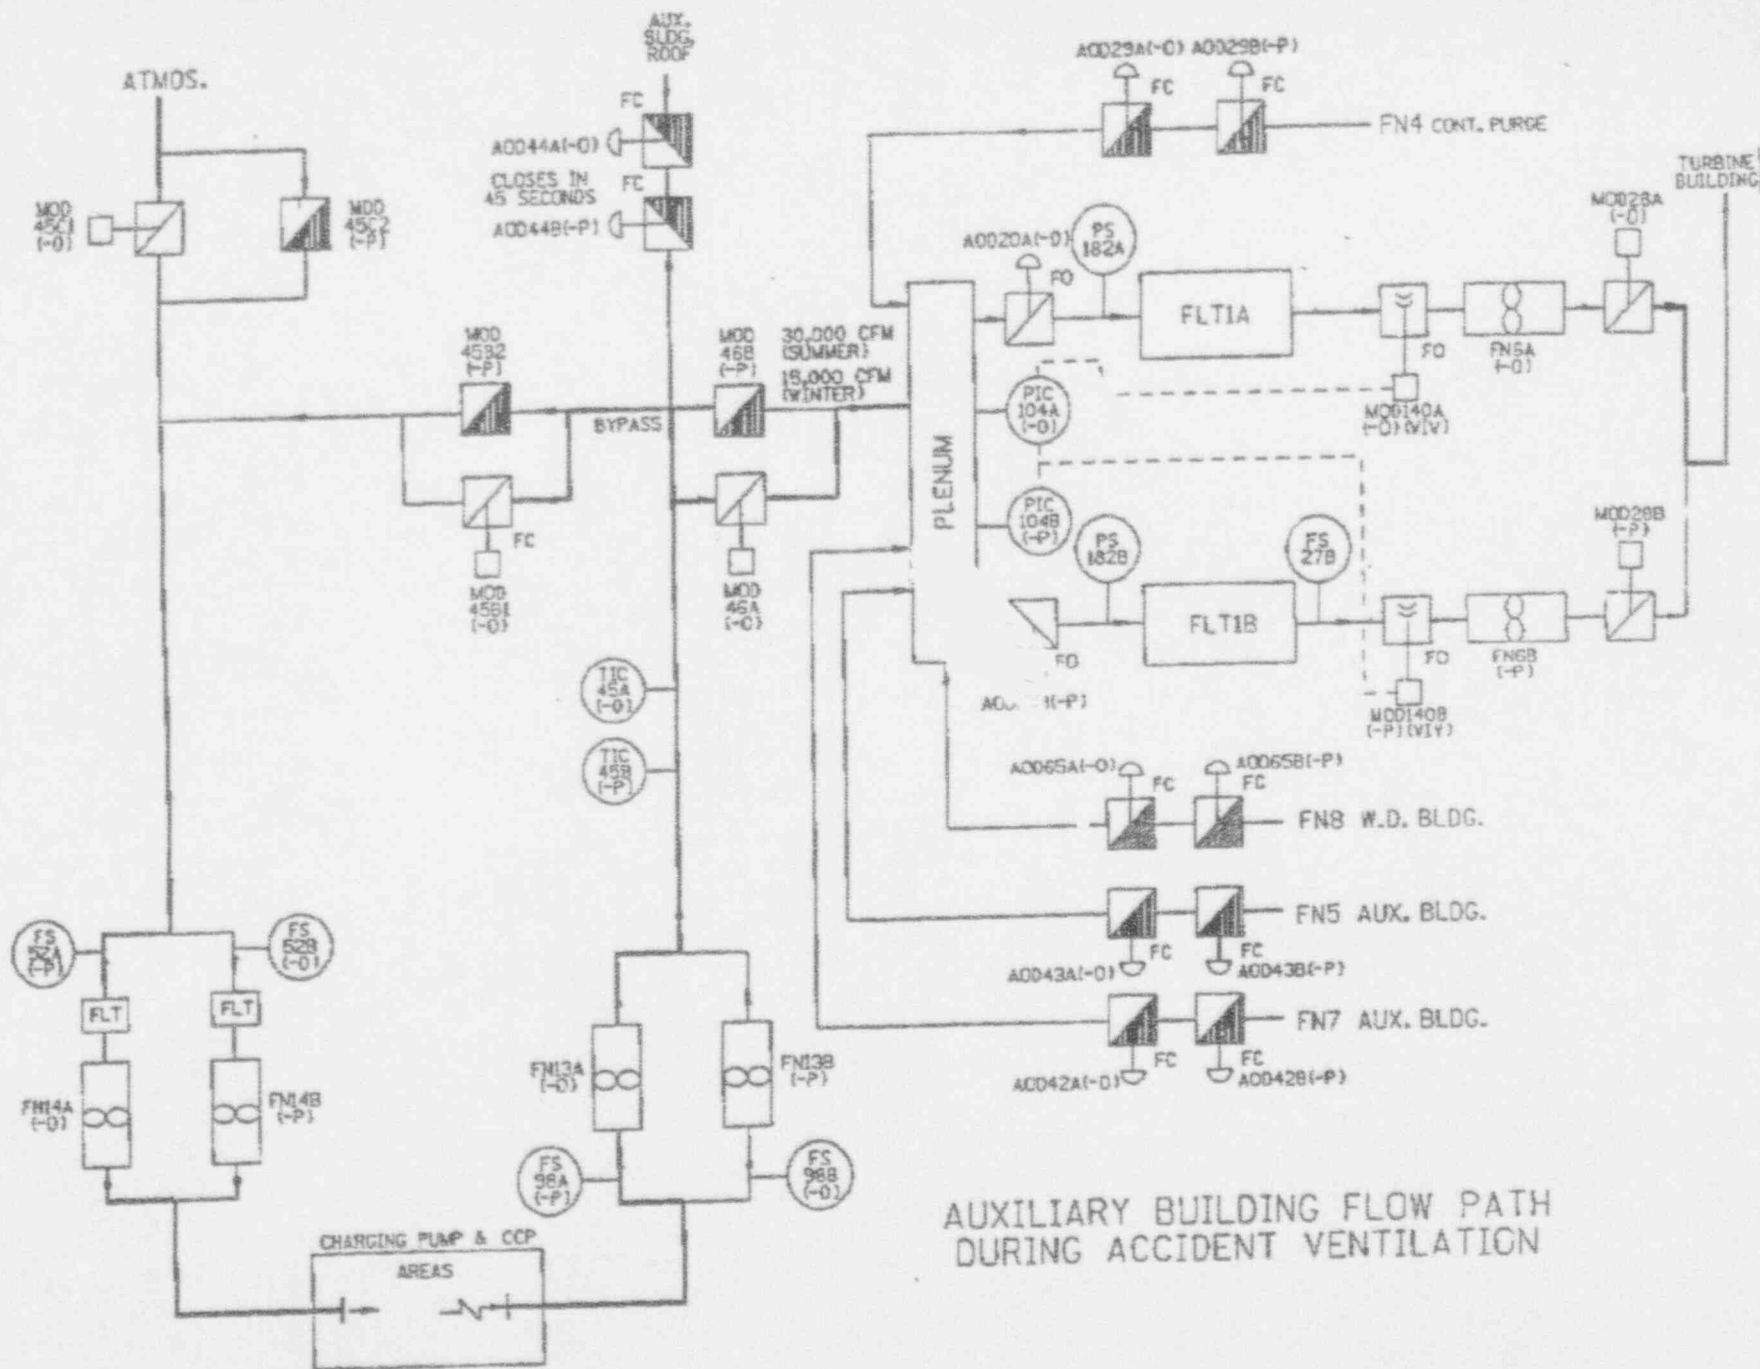 ATMOS.
AUX.
BLDG.
ROOF
FC
AOD44A(-O)
CLOSES IN
45 SECONDS
FC
AOD44B(-P)
MOD
45C1
(-O)
MOD
45C2
(-P)
AOD29A(-O)
AOD29B(-P)
FC
FC
FN4 CONT. PURGE
TURBINE
BUILDING
MOD28A
(-O)
AOD20A(-O)
FO
PS
182A
FLT1A
FO
FN6A
(-O)
MOD
45B2
(-P)
MOD
46B
(-P)
30,000 CFM
(SUMMER)
15,000 CFM
(WINTER)
BYPASS
PLENUM
PIC
104A
(-O)
MOD140A
(-O)(VIV)
FC
MOD
45B1
(-O)
MOD
46A
(-O)
PIC
104B
(-P)
PS
182B
FS
27B
MOD28B
(-P)
FLT1B
FO
FO
FN6B
(-P)
MOD140B
(-P)(VIV)
TIC
45A
(-O)
TIC
45B
(-P)
(-P)
AOD65A(-O)
AOD65B(-P)
FC
FC
FN8 W.D. BLDG.
FN5 AUX. BLDG.
FC
FC
AOD43A(-O)
AOD43B(-P)
FN7 AUX. BLDG.
FC
FC
AOD42A(-O)
AOD42B(-P)
FS
(-P)
FS
52B
(-O)
FLT
FLT
FN14A
(-O)
FN14B
(-P)
FN13A
(-O)
FN13B
(-P)
FS
98A
(-P)
FS
98B
(-O)
CHARGING PUMP & CCP
AREAS
AUXILIARY BUILDING FLOW PATH
DURING ACCIDENT VENTILATION